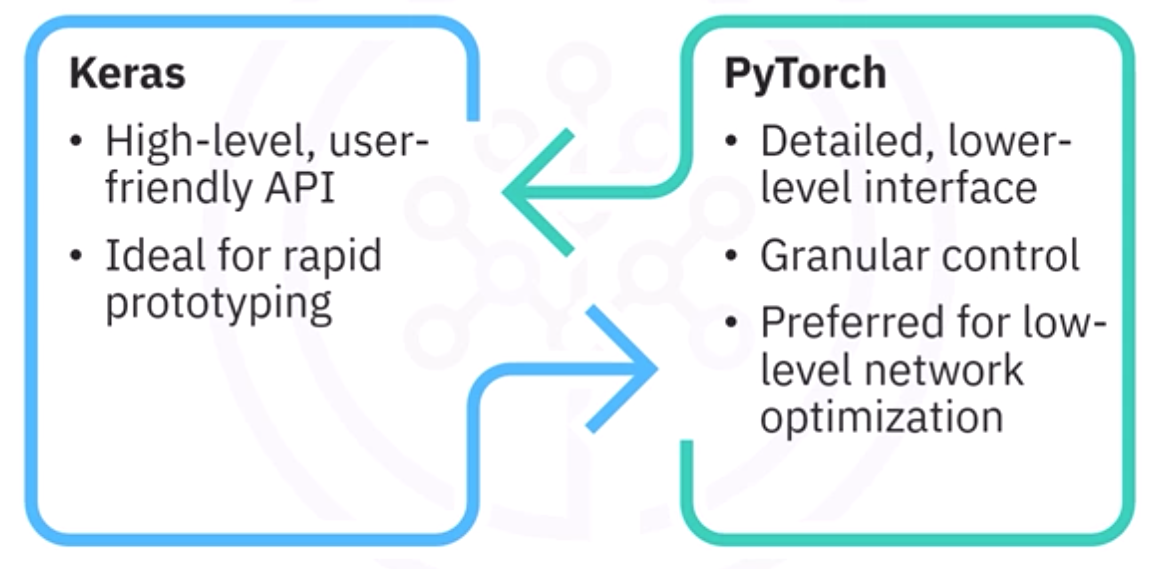 Keras
• High-level, user-
friendly API
• Ideal for rapid
prototyping
PyTorch
• Detailed, lower-
level interface
• Granular control
• Preferred for low-
level network
optimization